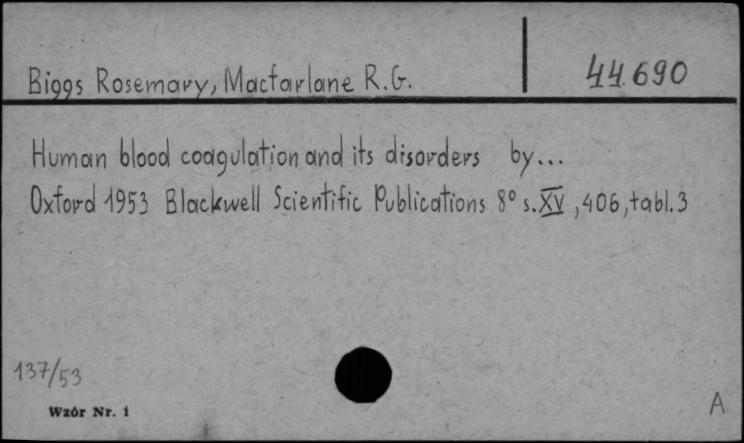 Biggs Rosemary, Macfarlane R.G.
44.690
Human blood coagulation and its disorders by...
Oxford 1953 Blackwell Scientific Publications 8° s.XV, 406, tabl. 3
137/53
Wzór Nr. 1
A